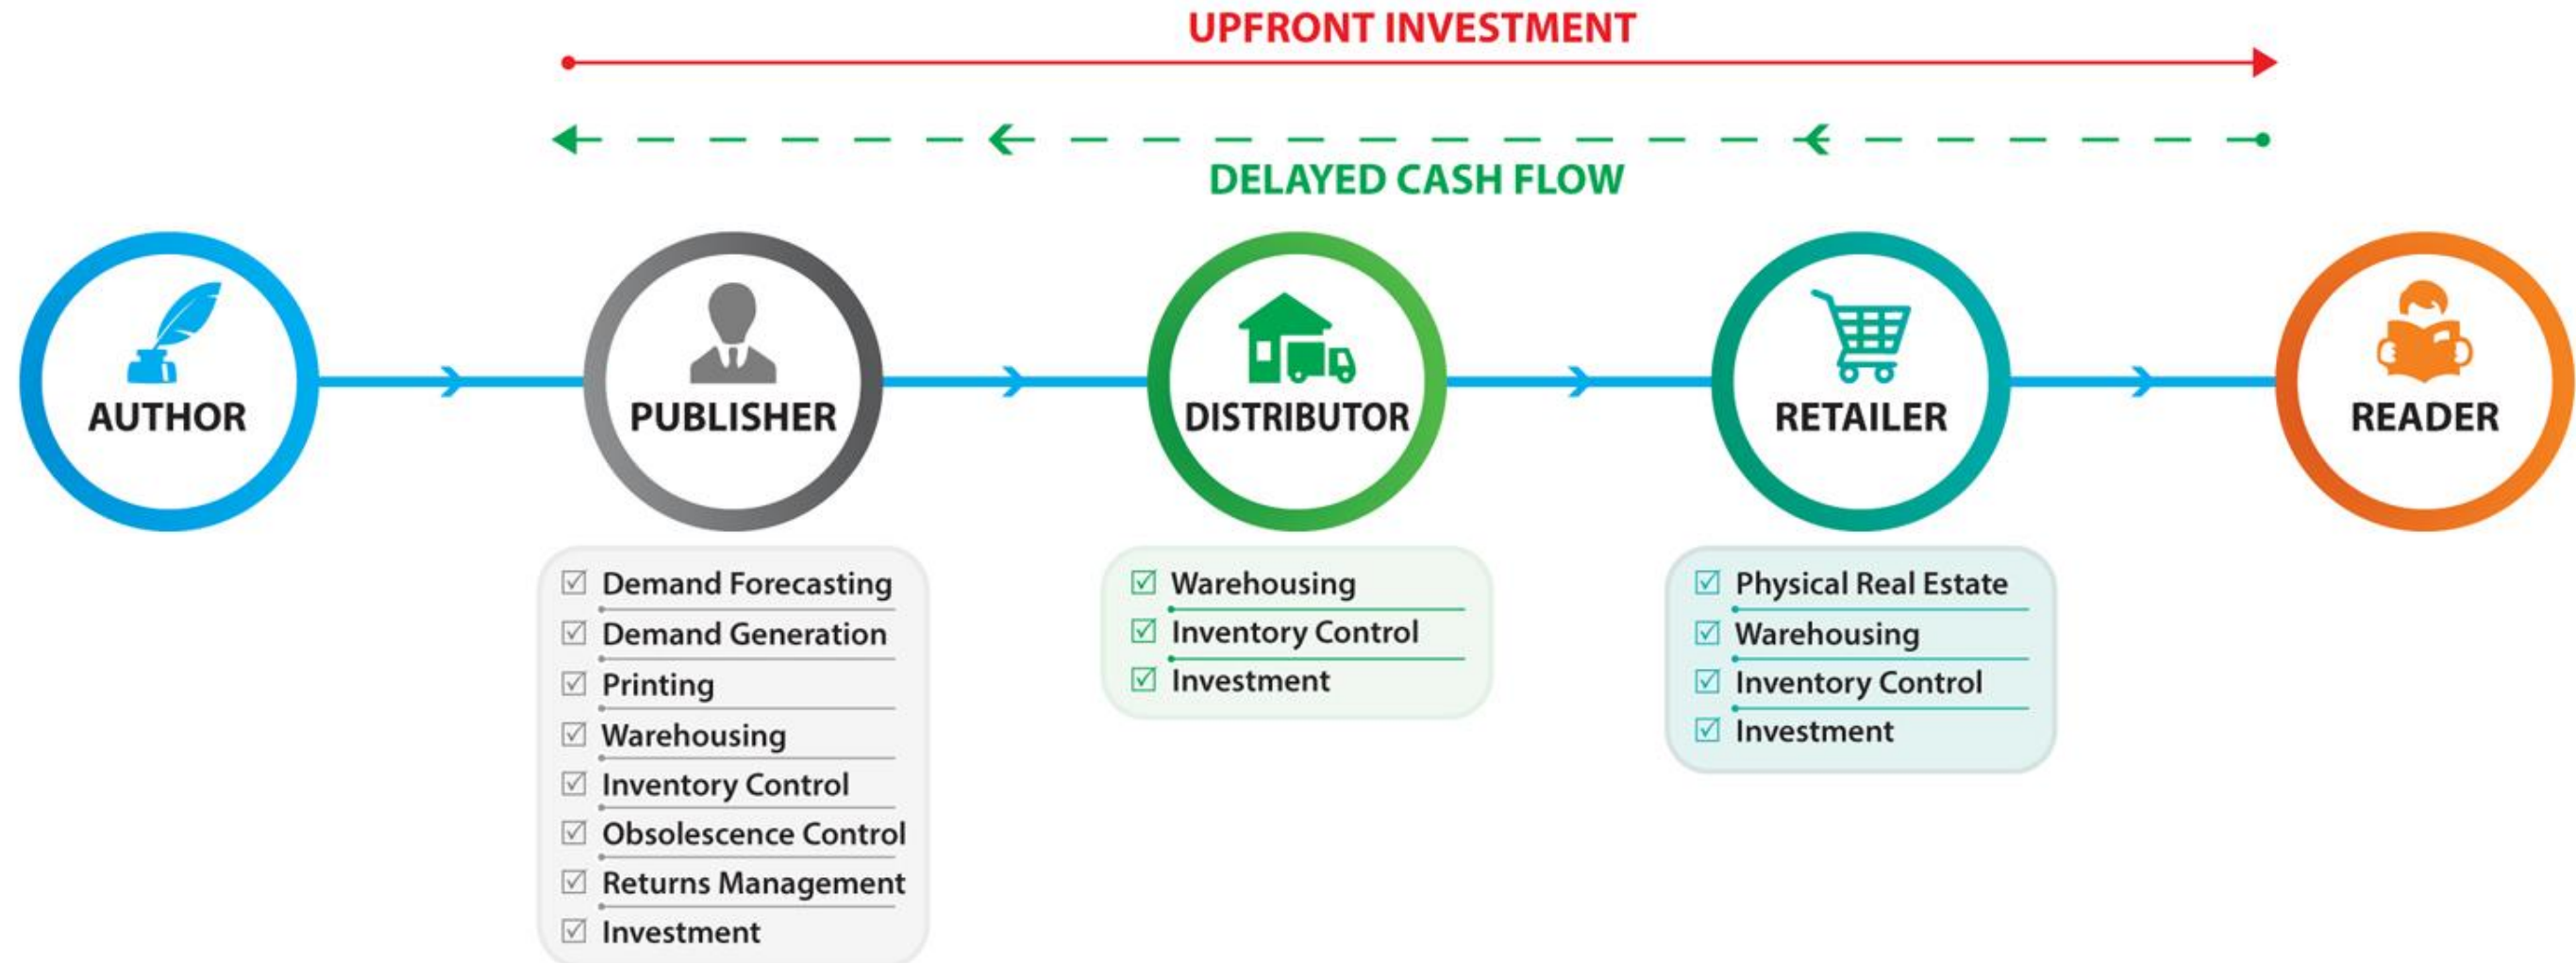 UPFRONT INVESTMENT
DELAYED CASH FLOW
AUTHOR
PUBLISHER
DISTRIBUTOR
RETAILER
READER
Demand Forecasting
Demand Generation
Printing
Warehousing
Inventory Control
Obsolescence Control
Returns Management
Investment
Warehousing
Inventory Control
Investment
Physical Real Estate
Warehousing
Inventory Control
Investment